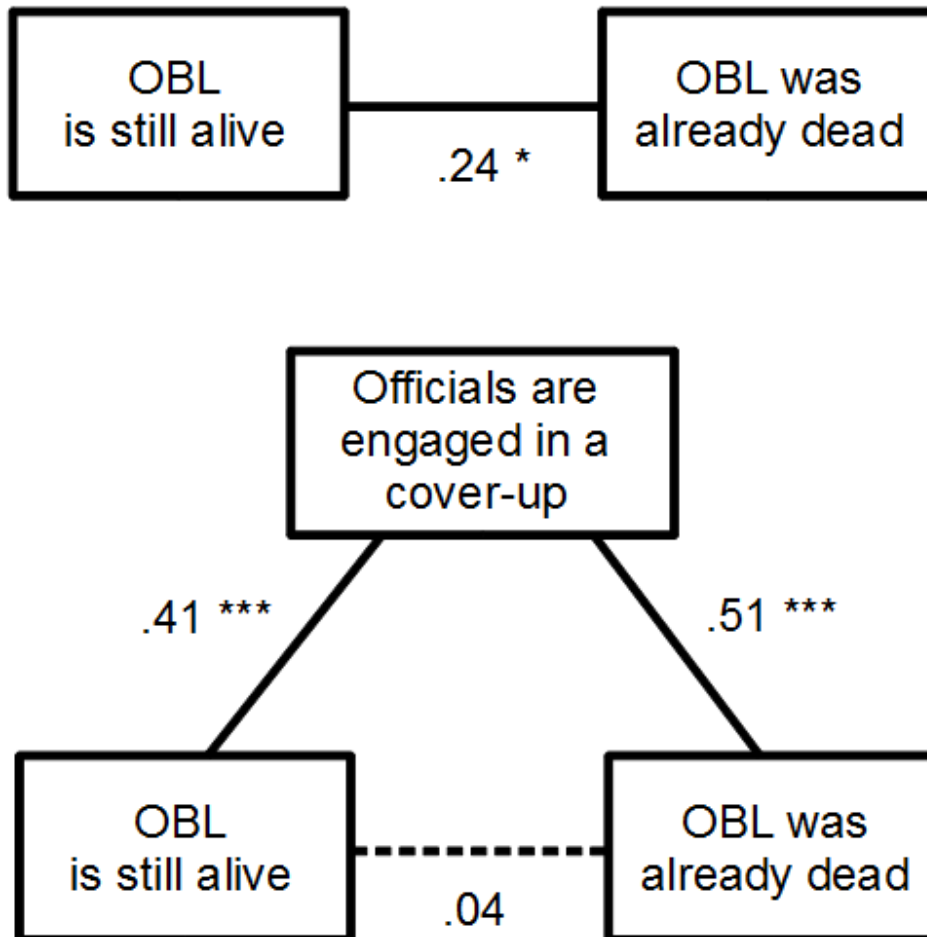 OBL
is still alive
OBL was
already dead
.24 *
Officials are
engaged in a
cover-up
.41 ***
.51 ***
OBL
is still alive
OBL was
already dead
.04